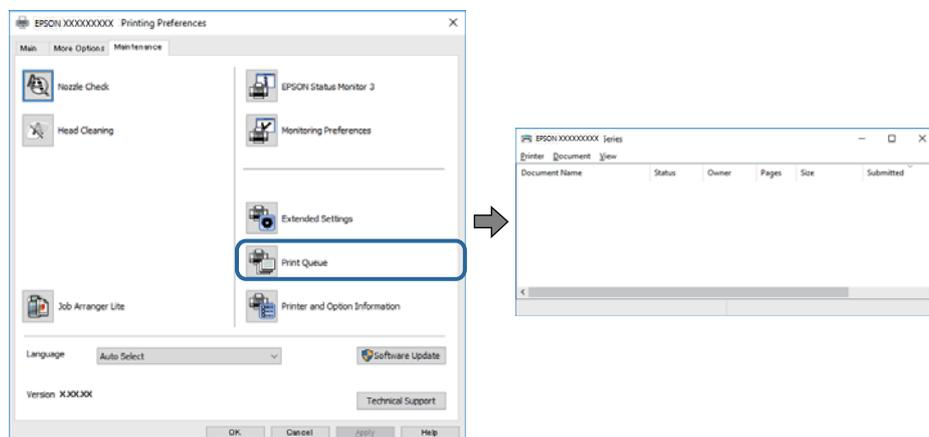 EPSON XXXXXXXXX Printing Preferences
Main More Options Maintenance
Nozzle Check
EPSON Status Monitor 3
Head Cleaning
Monitoring Preferences
Extended Settings
Print Queue
Job Arranger Lite
Printer and Option Information
Language Auto Select Software Update
Version X.XX.XX
Technical Support
OK Cancel Apply Help
EPSON XXXXXXXXX Series
Printer Document View
Document Name Status Owner Pages Size Submitted